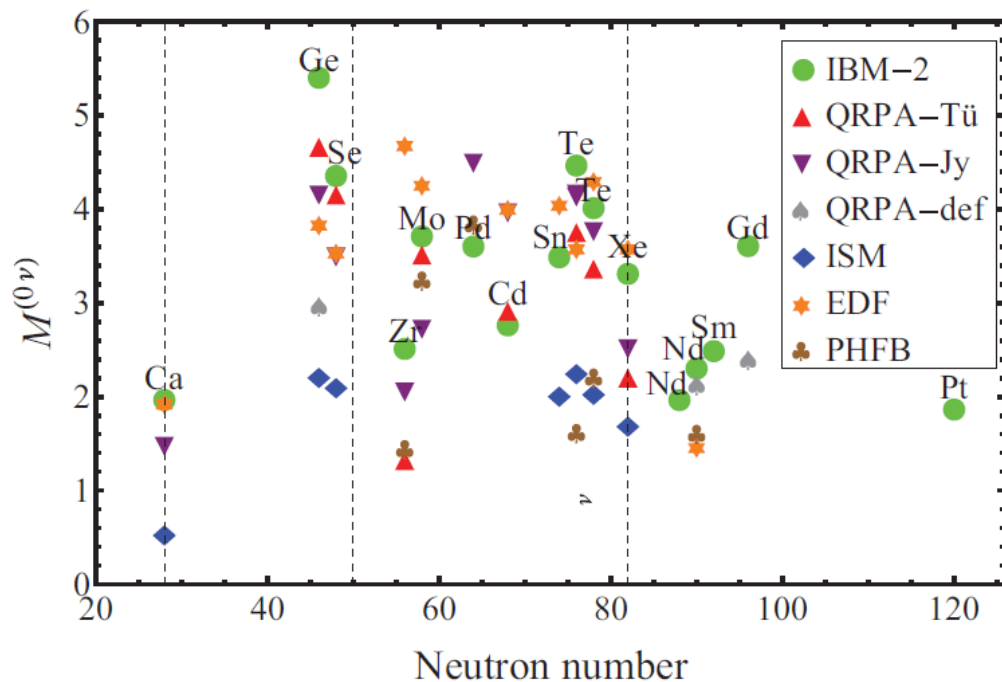 6
5
4
3
2
1
0
M^{(0ν)}
20
40
60
80
100
120
Neutron number
Ge
Se
Te
Te
Mo
Pd
Sn
Xe
Gd
Cd
Zr
Sm
Nd
Nd
Ca
Pt
ν
IBM−2
QRPA−Tü
QRPA−Jy
QRPA−def
ISM
EDF
PHFB